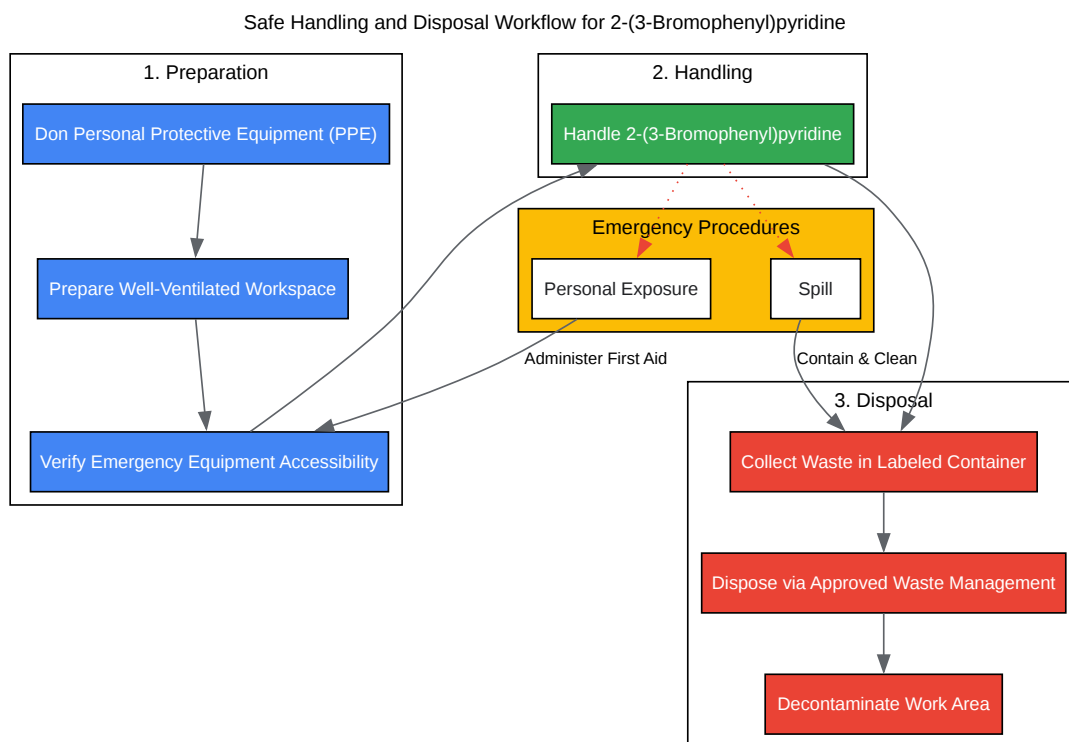 Safe Handling and Disposal Workflow for 2-(3-Bromophenyl)pyridine
1. Preparation
Don Personal Protective Equipment (PPE)
Prepare Well-Ventilated Workspace
Verify Emergency Equipment Accessibility
2. Handling
Handle 2-(3-Bromophenyl)pyridine
Emergency Procedures
Personal Exposure
Spill
Administer First Aid
Contain & Clean
3. Disposal
Collect Waste in Labeled Container
Dispose via Approved Waste Management
Decontaminate Work Area